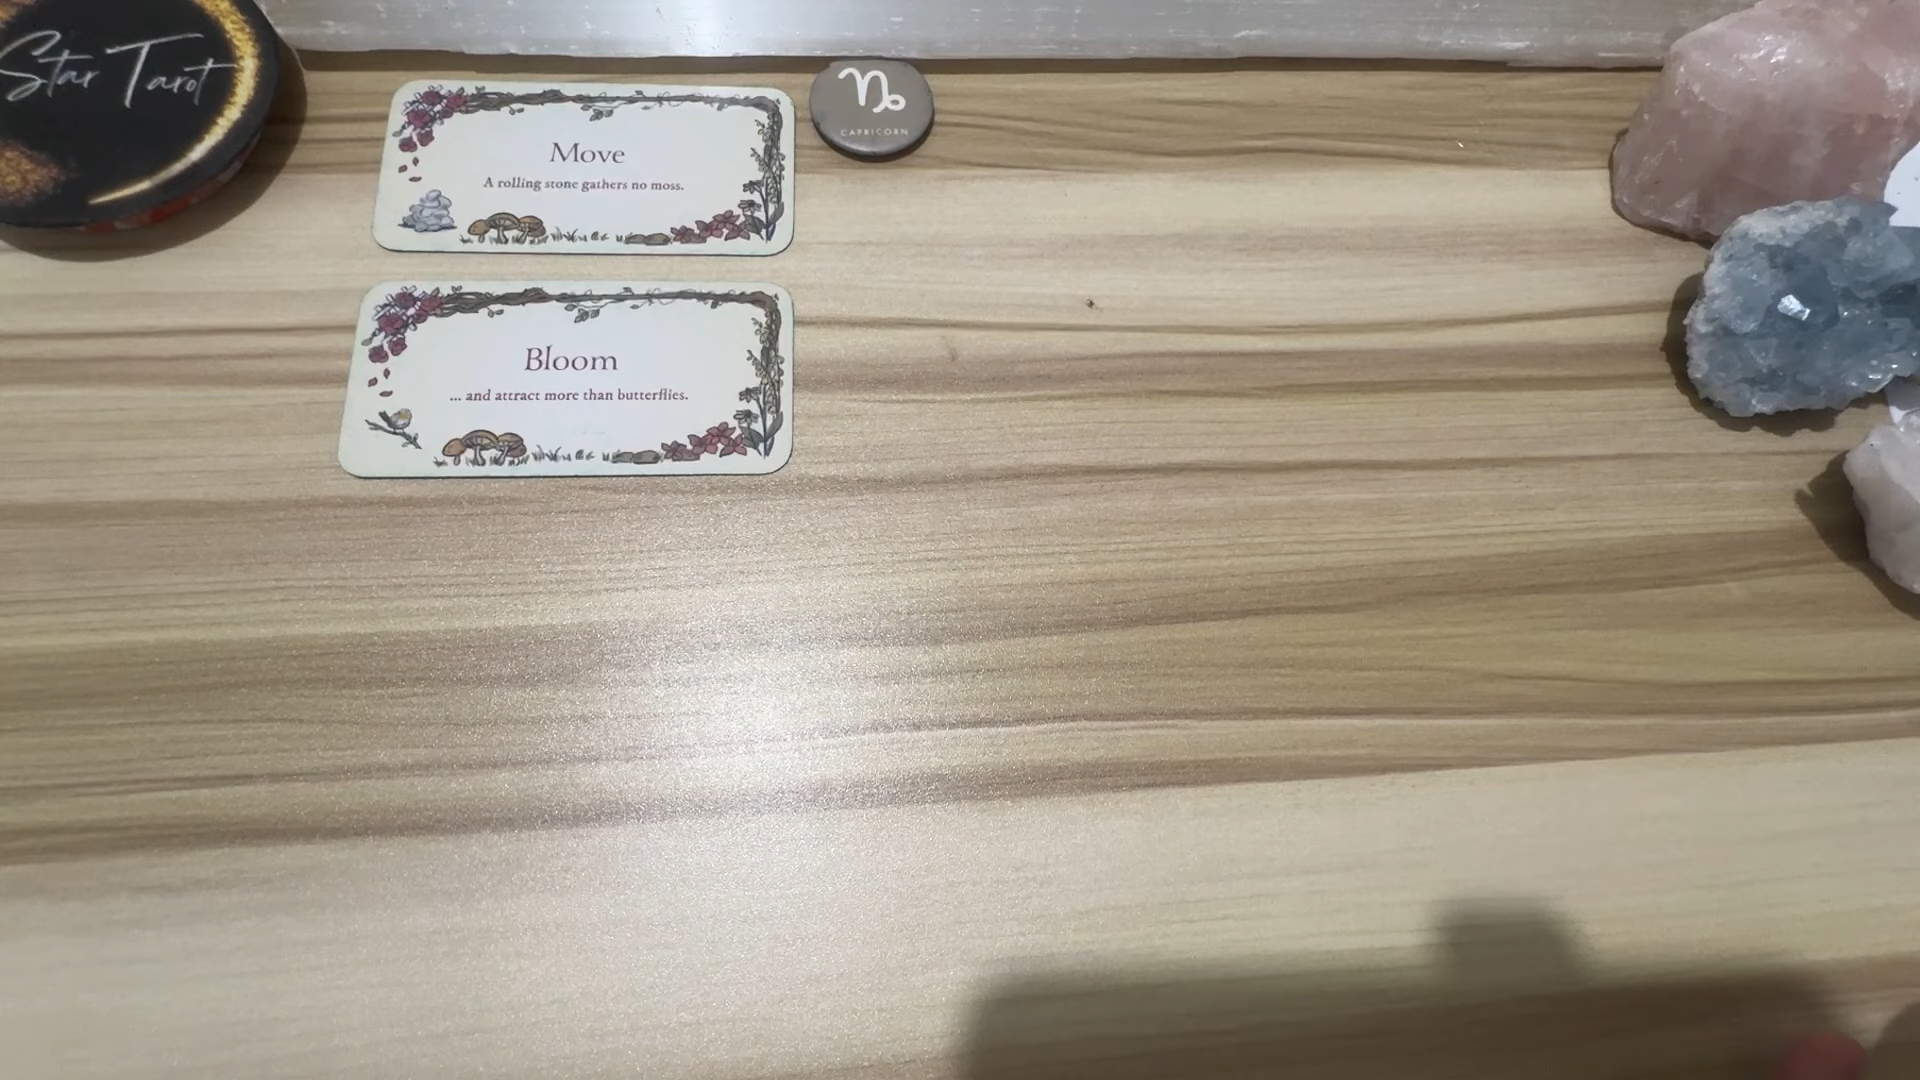 Star Tarot
Move
A rolling stone gathers no moss.
CAPRICORN
Bloom
... and attract more than butterflies.